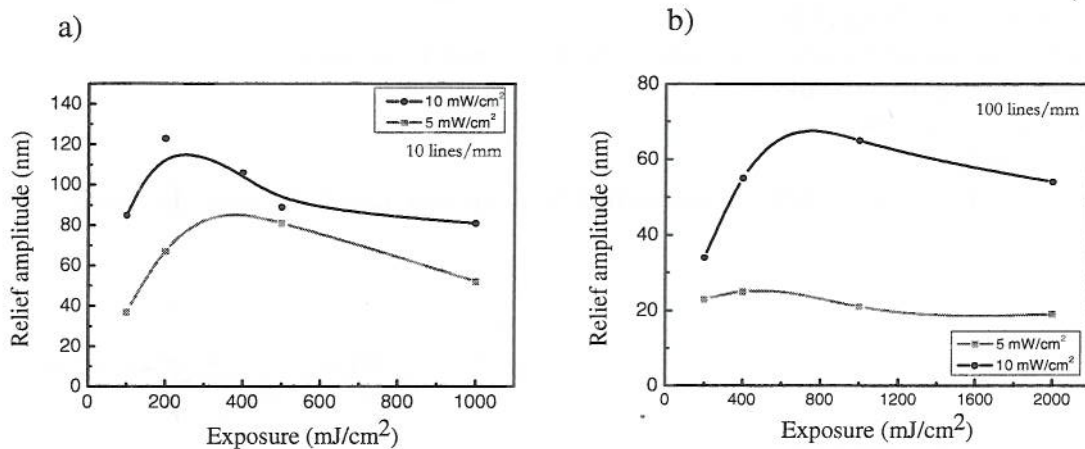 a)
Relief amplitude (nm)
140
120
100
80
60
40
20
0
10 mW/cm²
5 mW/cm²
10 lines/mm
0 200 400 600 800 1000
Exposure (mJ/cm²)
b)
Relief amplitude (nm)
80
60
40
20
0
100 lines/mm
5 mW/cm²
10 mW/cm²
0 400 800 1200 1600 2000
Exposure (mJ/cm²)